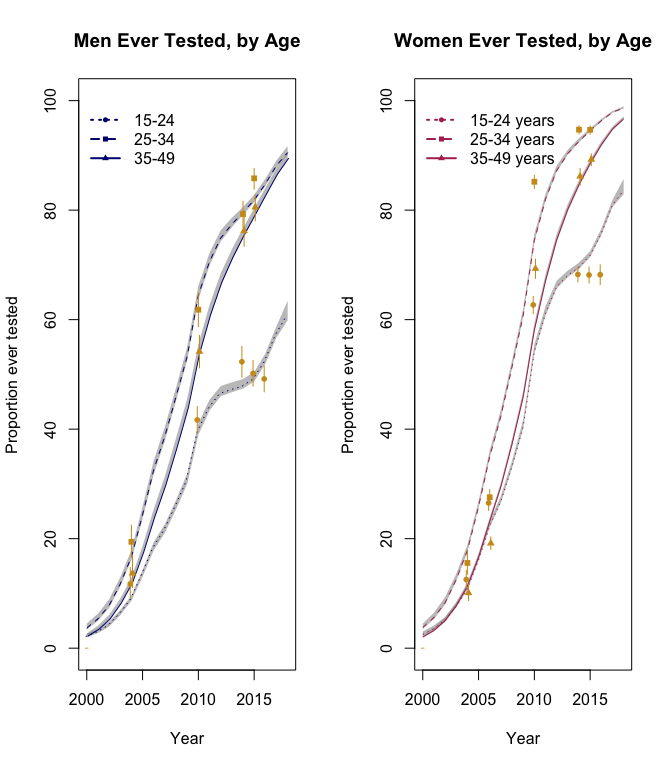 Men Ever Tested, by Age
15-24
25-34
35-49
Proportion ever tested
0
20
40
60
80
100
2000 2005 2010 2015
Year
Women Ever Tested, by Age
15-24 years
25-34 years
35-49 years
Proportion ever tested
0
20
40
60
80
100
2000 2005 2010 2015
Year